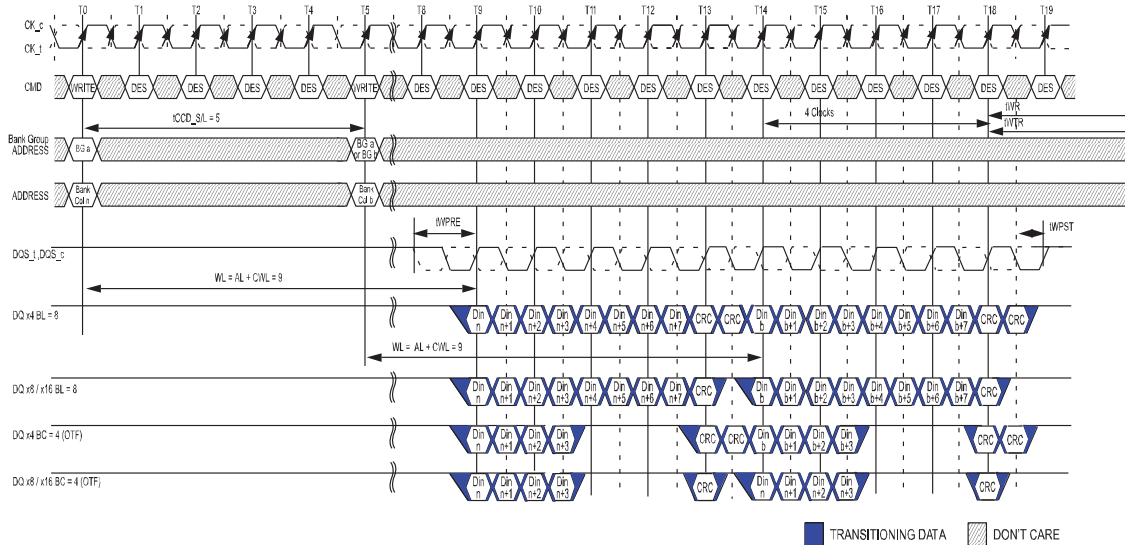 T0 T1 T2 T3 T4 T5 T8 T9 T10 T11 T12 T13 T14 T15 T16 T17 T18 T19
CK_c
CK_t
CMD WRITE DES DES DES DES WRITE DES DES DES DES DES DES DES DES DES DES DES DES
tCCD_S/L = 5 4 Clocks tWR
tWTR
Bank Group
ADDRESS BG a BG a
or BG b
ADDRESS Bank
Col n Bank
Col b
tWPRE tWPST
DQS_t,DQS_c
WL = AL + CWL = 9
DQ x4 BL = 8 Din
n Din
n+1 Din
n+2 Din
n+3 Din
n+4 Din
n+5 Din
n+6 Din
n+7 CRC CRC Din
b Din
b+1 Din
b+2 Din
b+3 Din
b+4 Din
b+5 Din
b+6 Din
b+7 CRC CRC
WL = AL + CWL = 9
DQ x8 / x16 BL = 8 Din
n Din
n+1 Din
n+2 Din
n+3 Din
n+4 Din
n+5 Din
n+6 Din
n+7 CRC Din
b Din
b+1 Din
b+2 Din
b+3 Din
b+4 Din
b+5 Din
b+6 Din
b+7 CRC
DQ x4 BC = 4 (OTF) Din
n Din
n+1 Din
n+2 Din
n+3 CRC CRC Din
b Din
b+1 Din
b+2 Din
b+3 CRC CRC
DQ x8 / x16 BC = 4 (OTF) Din
n Din
n+1 Din
n+2 Din
n+3 CRC Din
n Din
n+1 Din
n+2 Din
n+3 CRC
TRANSITIONING DATA DON'T CARE